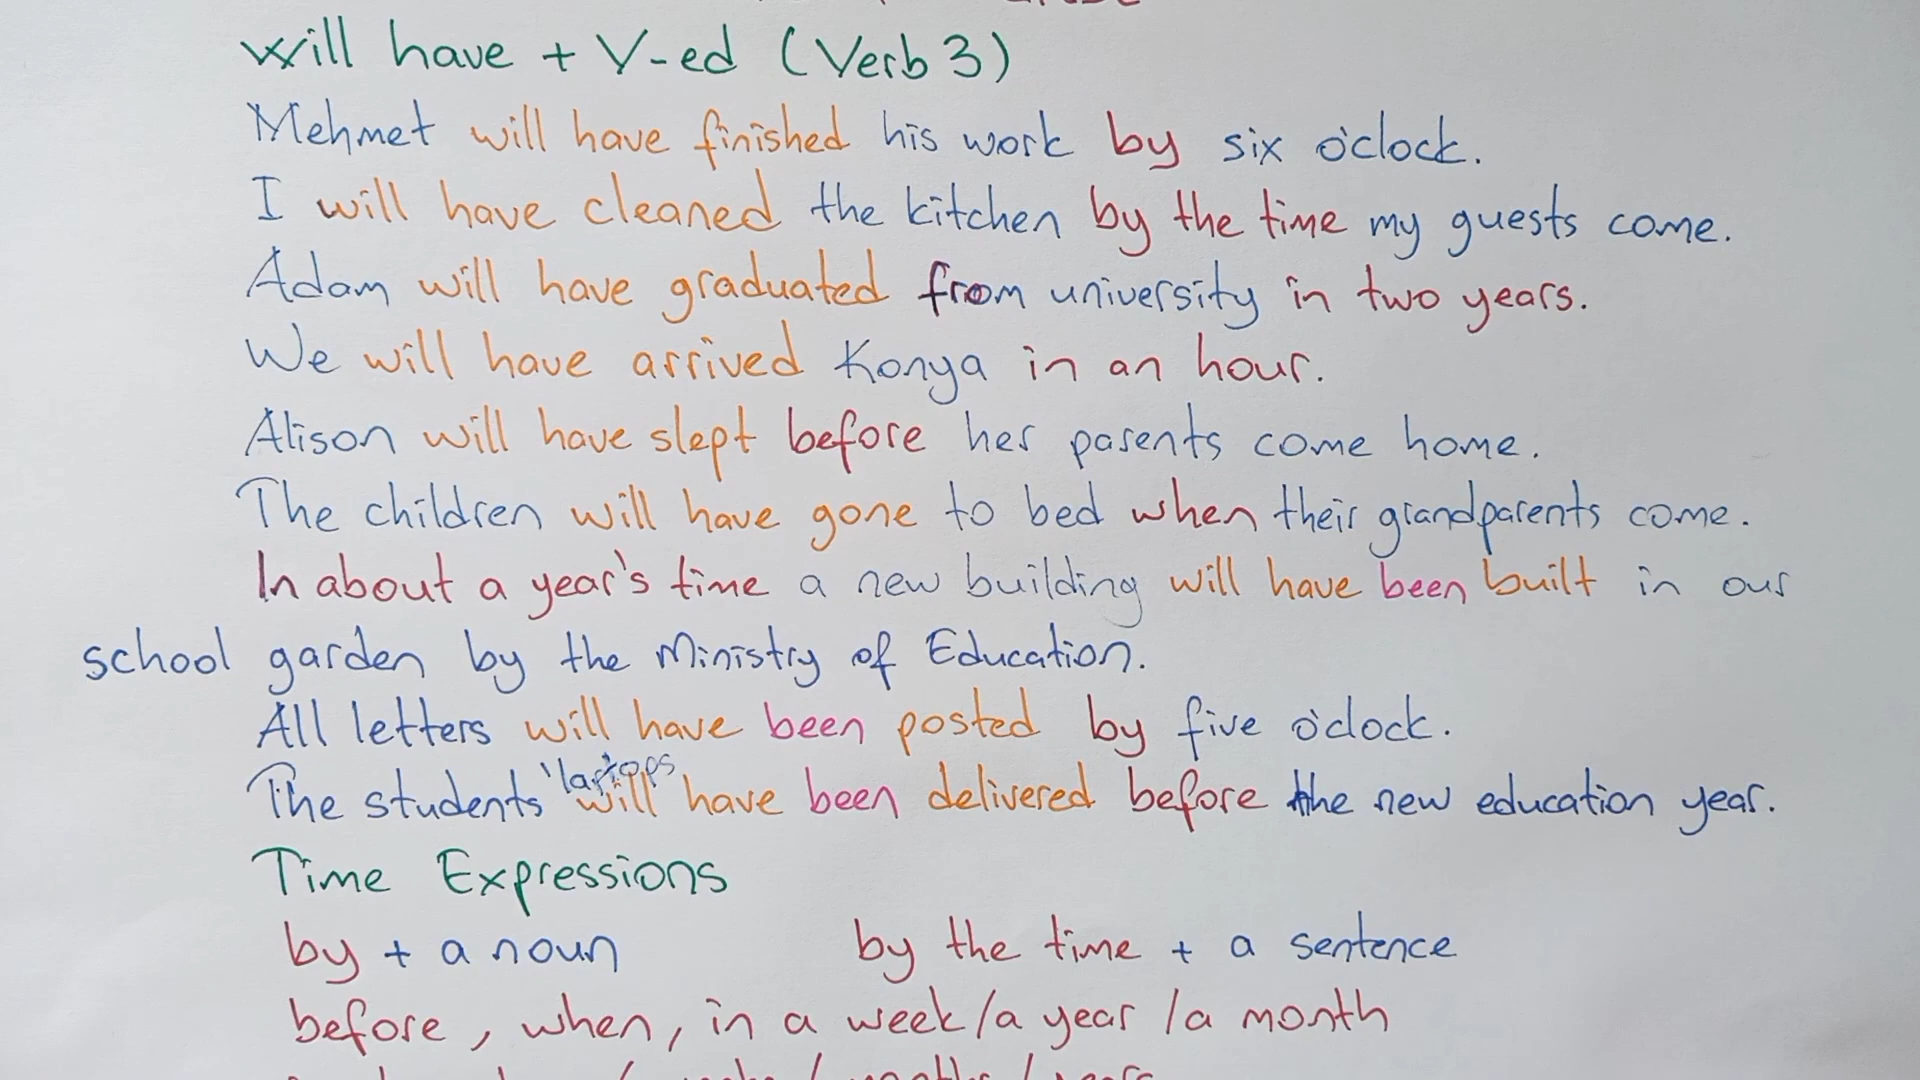 will have + V-ed (Verb 3)
Mehmet will have finished his work by six o'clock.
I will have cleaned the kitchen by the time my guests come.
Adam will have graduated from university in two years.
We will have arrived Konya in an hour.
Alison will have slept before her parents come home.
The children will have gone to bed when their grandparents come.
In about a year's time a new building will have been built in our
school garden by the Ministry of Education.
All letters will have been posted by five o'clock.
The students' laptops will have been delivered before the new education year.
Time Expressions
by + a noun by the time + a sentence
before, when, in a week/a year/a month